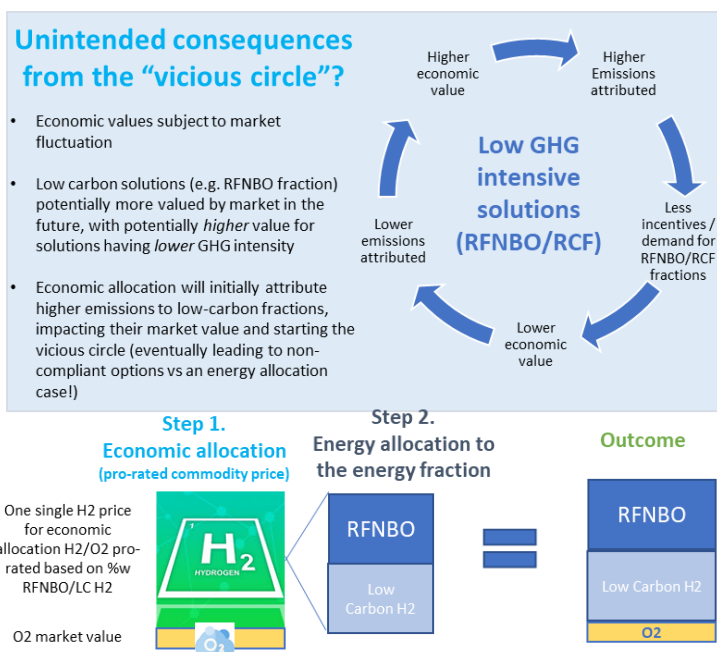 Unintended consequences
from the “vicious circle”?
• Economic values subject to market
fluctuation
• Low carbon solutions (e.g. RFNBO fraction)
potentially more valued by market in the
future, with potentially higher value for
solutions having lower GHG intensity
• Economic allocation will initially attribute
higher emissions to low-carbon fractions,
impacting their market value and starting the
vicious circle (eventually leading to non-
compliant options vs an energy allocation
case!)
Higher
economic
value
Higher
Emissions
attributed
Less
incentives /
demand for
RFNBO/RCF
fractions
Lower
economic
value
Lower
emissions
attributed
Low GHG
intensive
solutions
(RFNBO/RCF)
Step 1.
Economic allocation
(pro-rated commodity price)
Step 2.
Energy allocation to
the energy fraction
Outcome
One single H2 price
for economic
allocation H2/O2 pro-
rated based on %w
RFNBO/LC H2
O2 market value
1
H2
HYDROGEN
O2
RFNBO
Low
Carbon H2
RFNBO
Low Carbon H2
O2